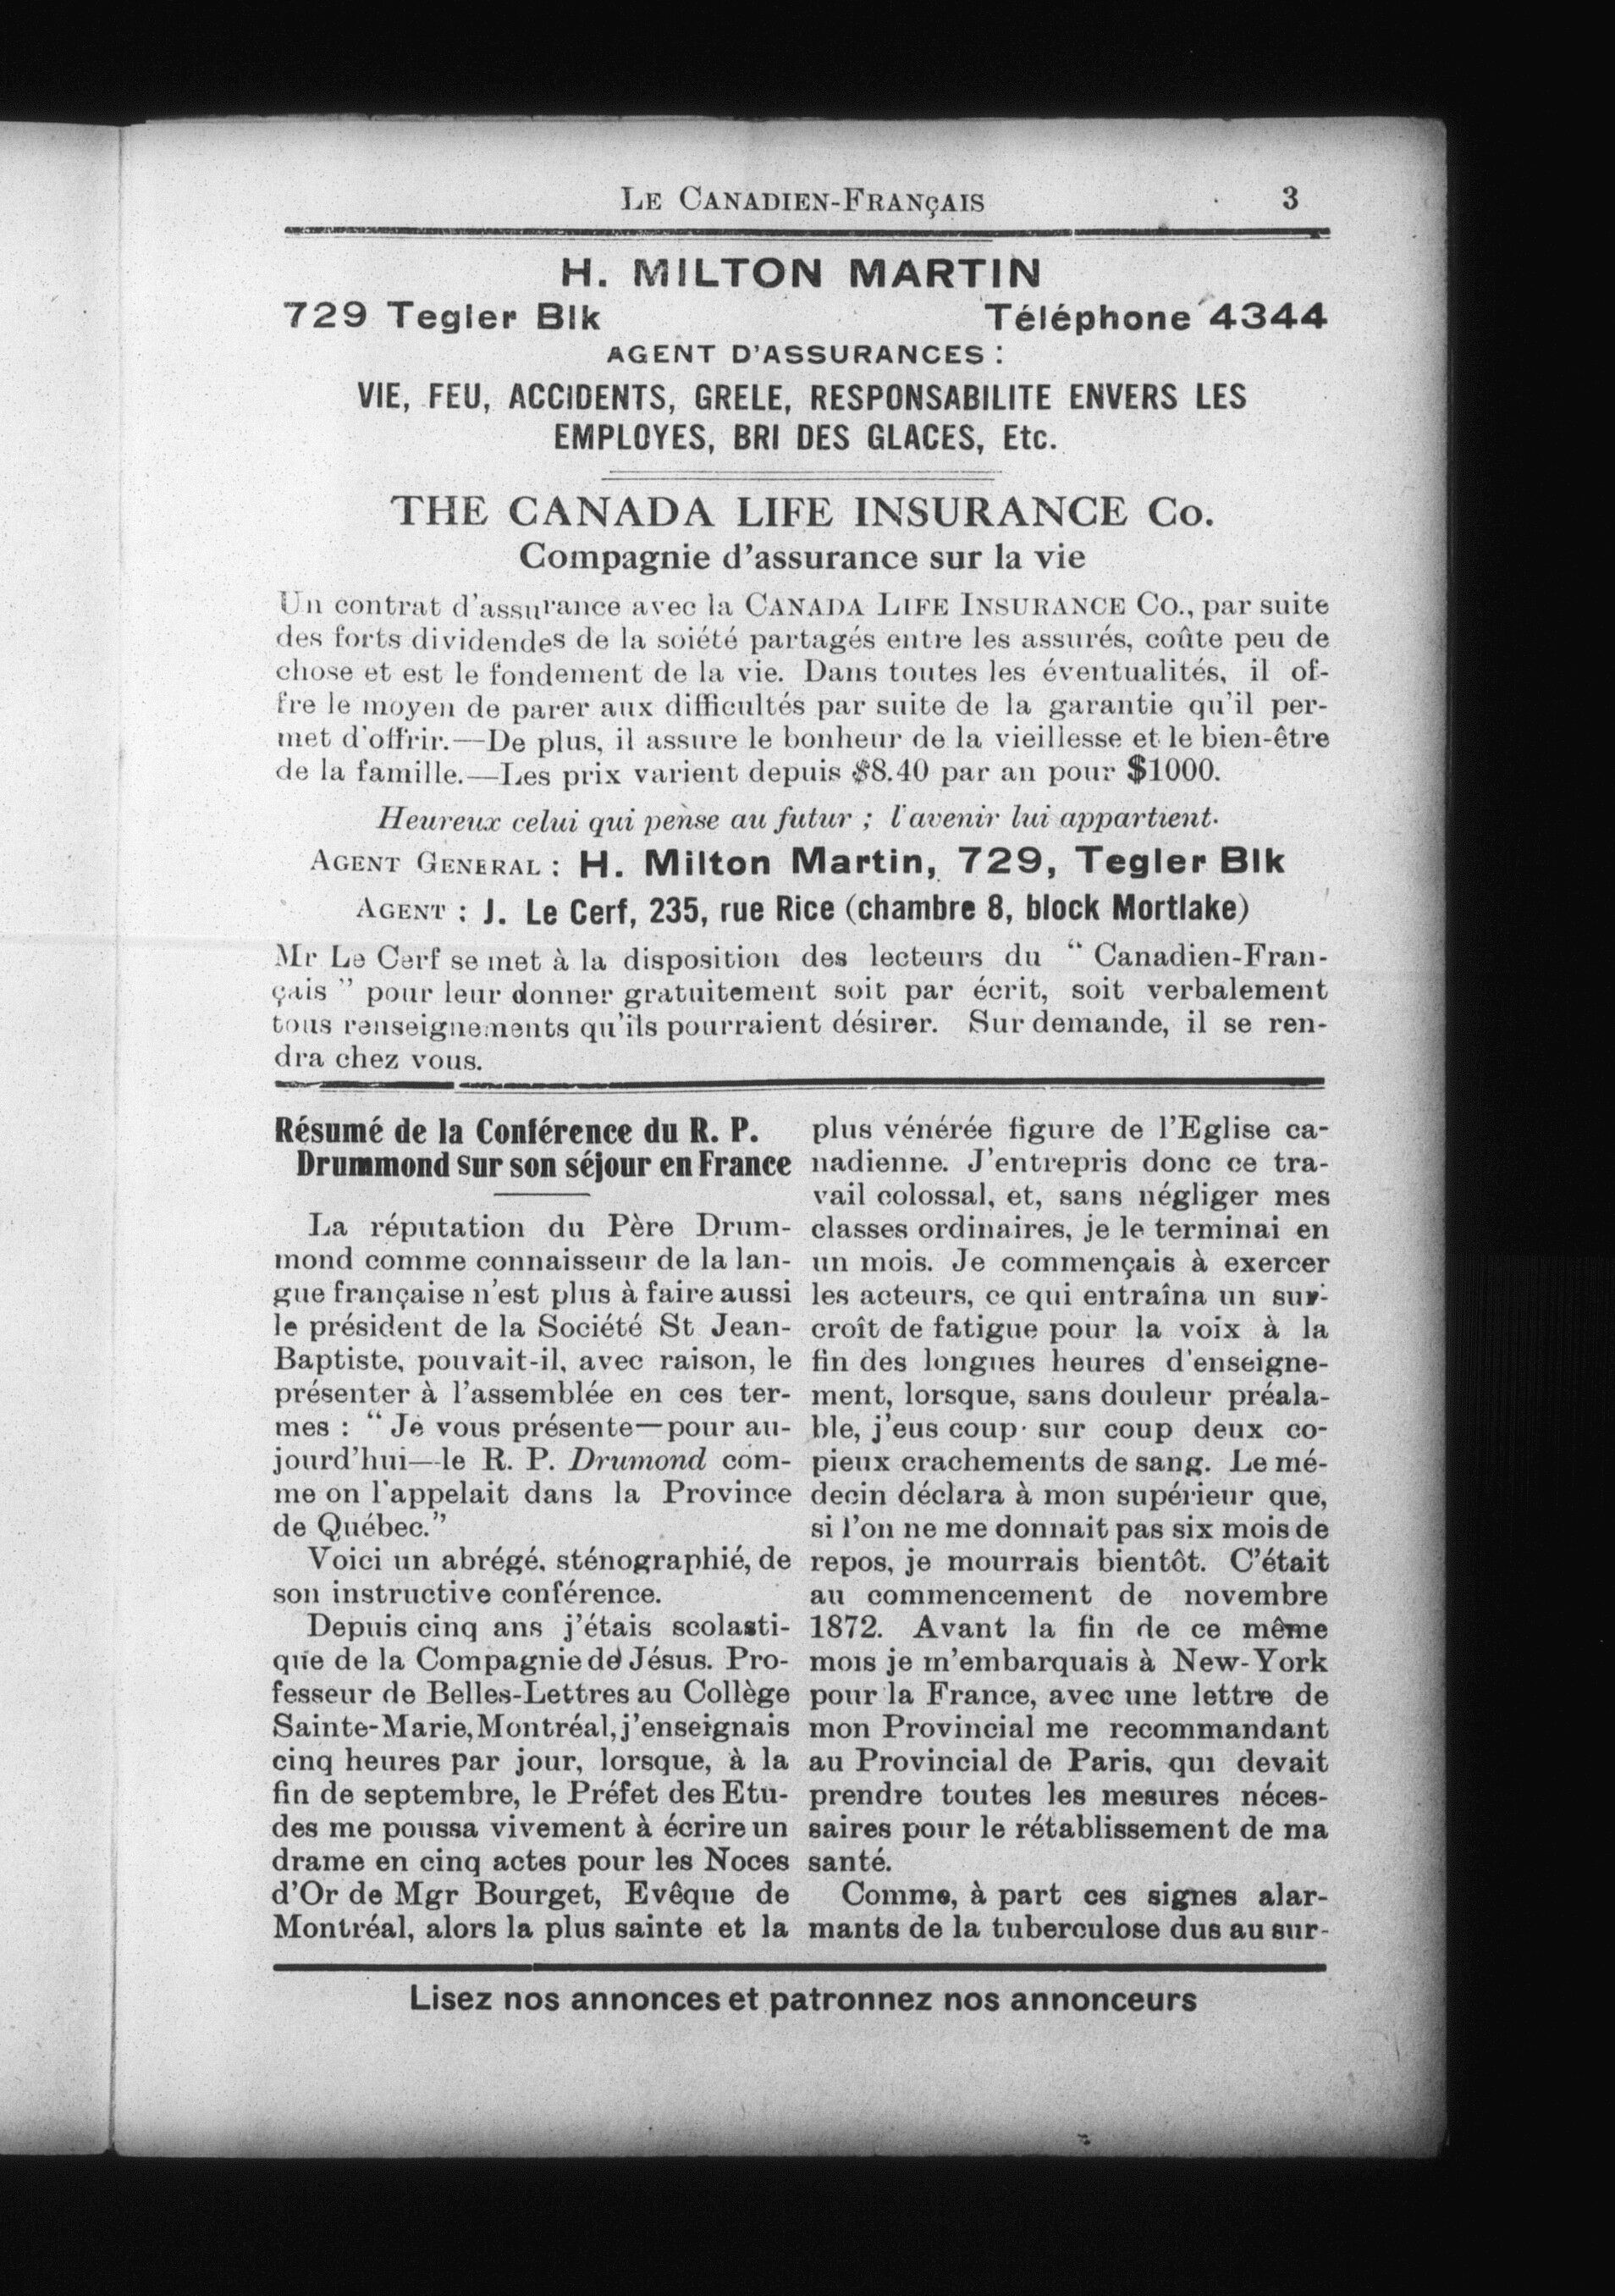 LE CANADIEN-FRANÇAIS 3
H. MILTON MARTIN
729 Tegler Blk Téléphone 4344
AGENT D'ASSURANCES :
VIE, FEU, ACCIDENTS, GRELE, RESPONSABILITE ENVERS LES
EMPLOYES, BRI DES GLACES, Etc.
THE CANADA LIFE INSURANCE Co.
Compagnie d'assurance sur la vie
Un contrat d'assurance avec la CANADA LIFE INSURANCE CO., par suite
des forts dividendes de la soiété partagés entre les assurés, coûte peu de
chose et est le fondement de la vie. Dans toutes les éventualités, il of-
fre le moyen de parer aux difficultés par suite de la garantie qu'il per-
met d'offrir.—De plus, il assure le bonheur de la vieillesse et le bien-être
de la famille.—Les prix varient depuis $8.40 par an pour $1000.
Heureux celui qui pense au futur ; l'avenir lui appartient.
AGENT GENERAL : H. Milton Martin, 729, Tegler Blk
AGENT : J. Le Cerf, 235, rue Rice (chambre 8, block Mortlake)
Mr Le Cerf se met à la disposition des lecteurs du “ Canadien-Fran-
çais ” pour leur donner gratuitement soit par écrit, soit verbalement
tous renseignements qu'ils pourraient désirer. Sur demande, il se ren-
dra chez vous.
Résumé de la Conférence du R. P.
Drummond sur son séjour en France
La réputation du Père Drum-
mond comme connaisseur de la lan-
gue française n'est plus à faire aussi
le président de la Société St Jean-
Baptiste, pouvait-il, avec raison, le
présenter à l'assemblée en ces ter-
mes : “ Je vous présente—pour au-
jourd'hui—le R. P. Drumond com-
me on l'appelait dans la Province
de Québec.”
Voici un abrégé, sténographié, de
son instructive conférence.
Depuis cinq ans j'étais scolasti-
que de la Compagnie de Jésus. Pro-
fesseur de Belles-Lettres au Collège
Sainte-Marie, Montréal, j'enseignais
cinq heures par jour, lorsque, à la
fin de septembre, le Préfet des Etu-
des me poussa vivement à écrire un
drame en cinq actes pour les Noces
d'Or de Mgr Bourget, Evêque de
Montréal, alors la plus sainte et la
plus vénérée figure de l'Eglise ca-
nadienne. J'entrepris donc ce tra-
vail colossal, et, sans négliger mes
classes ordinaires, je le terminai en
un mois. Je commençais à exercer
les acteurs, ce qui entraîna un sur-
croît de fatigue pour la voix à la
fin des longues heures d'enseigne-
ment, lorsque, sans douleur préala-
ble, j'eus coup sur coup deux co-
pieux crachements de sang. Le mé-
decin déclara à mon supérieur que,
si l'on ne me donnait pas six mois de
repos, je mourrais bientôt. C'était
au commencement de novembre
1872. Avant la fin de ce même
mois je m'embarquais à New-York
pour la France, avec une lettre de
mon Provincial me recommandant
au Provincial de Paris, qui devait
prendre toutes les mesures néces-
saires pour le rétablissement de ma
santé.
Comme, à part ces signes alar-
mants de la tuberculose dus au sur-
Lisez nos annonces et patronnez nos annonceurs